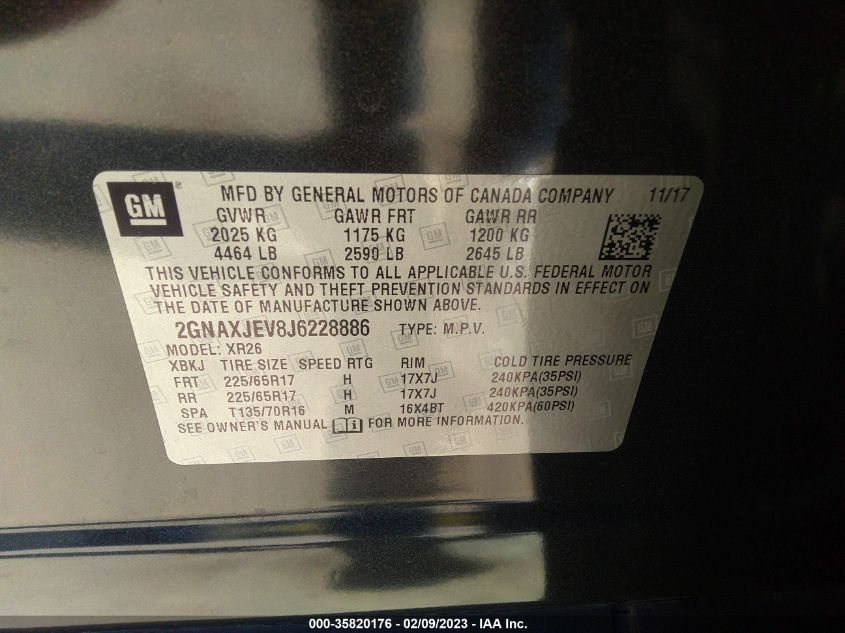 GM ® MFD BY GENERAL MOTORS OF CANADA COMPANY 11/17
GVWR GAWR FRT GAWR RR
2025 KG 1175 KG 1200 KG
4464 LB 2590 LB 2645 LB
THIS VEHICLE CONFORMS TO ALL APPLICABLE U.S. FEDERAL MOTOR
VEHICLE SAFETY AND THEFT PREVENTION STANDARDS IN EFFECT ON
THE DATE OF MANUFACTURE SHOWN ABOVE.
2GNAXJEV8J6228886 TYPE: M.P.V.
MODEL: XR26
XBKJ TIRE SIZE SPEED RTG RIM COLD TIRE PRESSURE
FRT 225/65R17 H 17X7J 240KPA(35PSI)
RR 225/65R17 H 17X7J 240KPA(35PSI)
SPA T135/70R16 M 16X4BT 420KPA(60PSI)
SEE OWNER'S MANUAL FOR MORE INFORMATION.
000-35820176 - 02/09/2023 - IAA Inc.